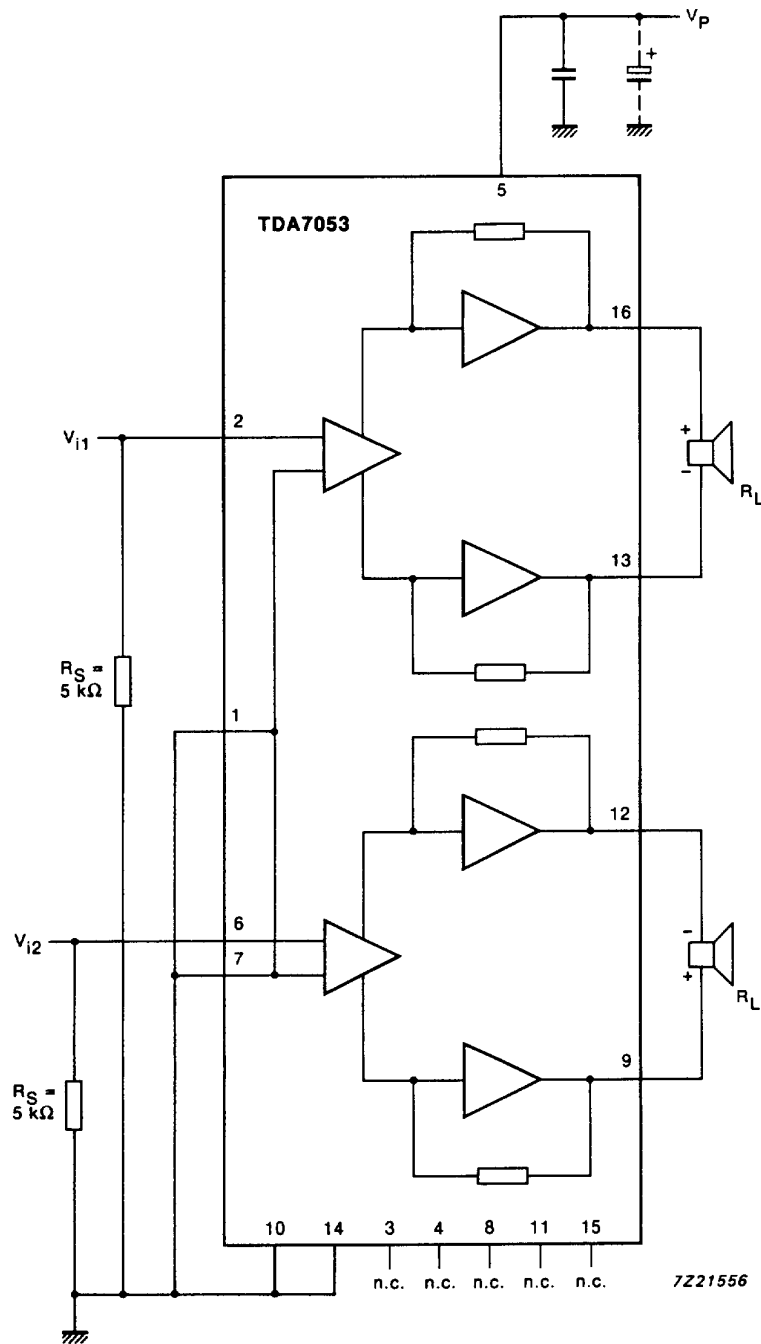 V_P
+
5
TDA7053
16
2
V_i1
+
−
R_L
13
R_S =
5 kΩ
1
12
6
V_i2
7
−
+
R_L
9
R_S =
5 kΩ
10 14 3 4 8 11 15
n.c. n.c. n.c. n.c. n.c.
7Z21556